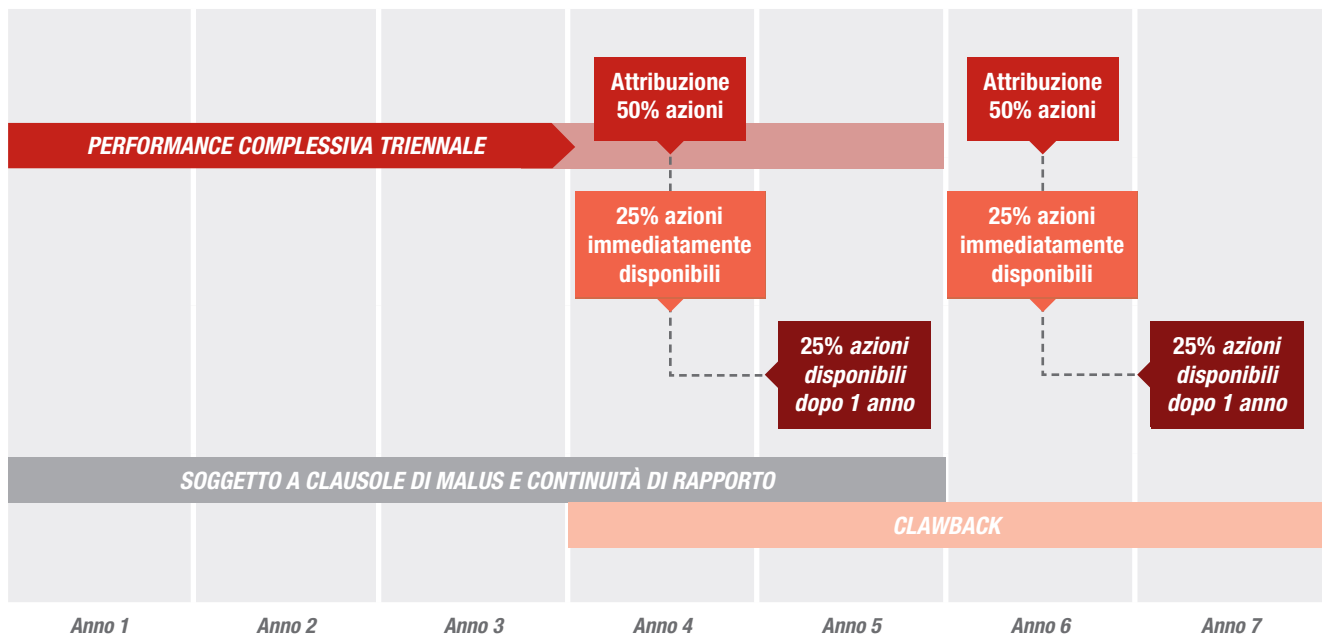 Attribuzione
50% azioni
Attribuzione
50% azioni
PERFORMANCE COMPLESSIVA TRIENNALE
25% azioni
immediatamente
disponibili
25% azioni
immediatamente
disponibili
25% azioni
disponibili
dopo 1 anno
25% azioni
disponibili
dopo 1 anno
SOGGETTO A CLAUSOLE DI MALUS E CONTINUITÀ DI RAPPORTO
CLAWBACK
Anno 1
Anno 2
Anno 3
Anno 4
Anno 5
Anno 6
Anno 7